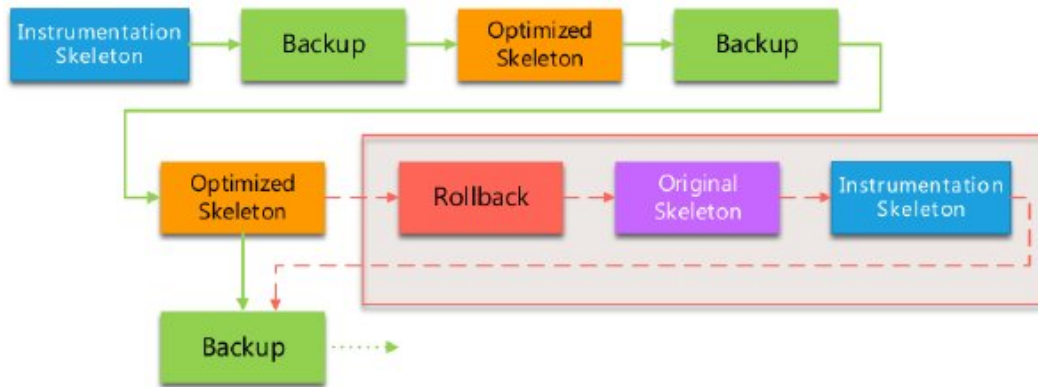 Instrumentation
Skeleton
Backup
Optimized
Skeleton
Backup
Optimized
Skeleton
Rollback
Original
Skeleton
Instrumentation
Skeleton
Backup